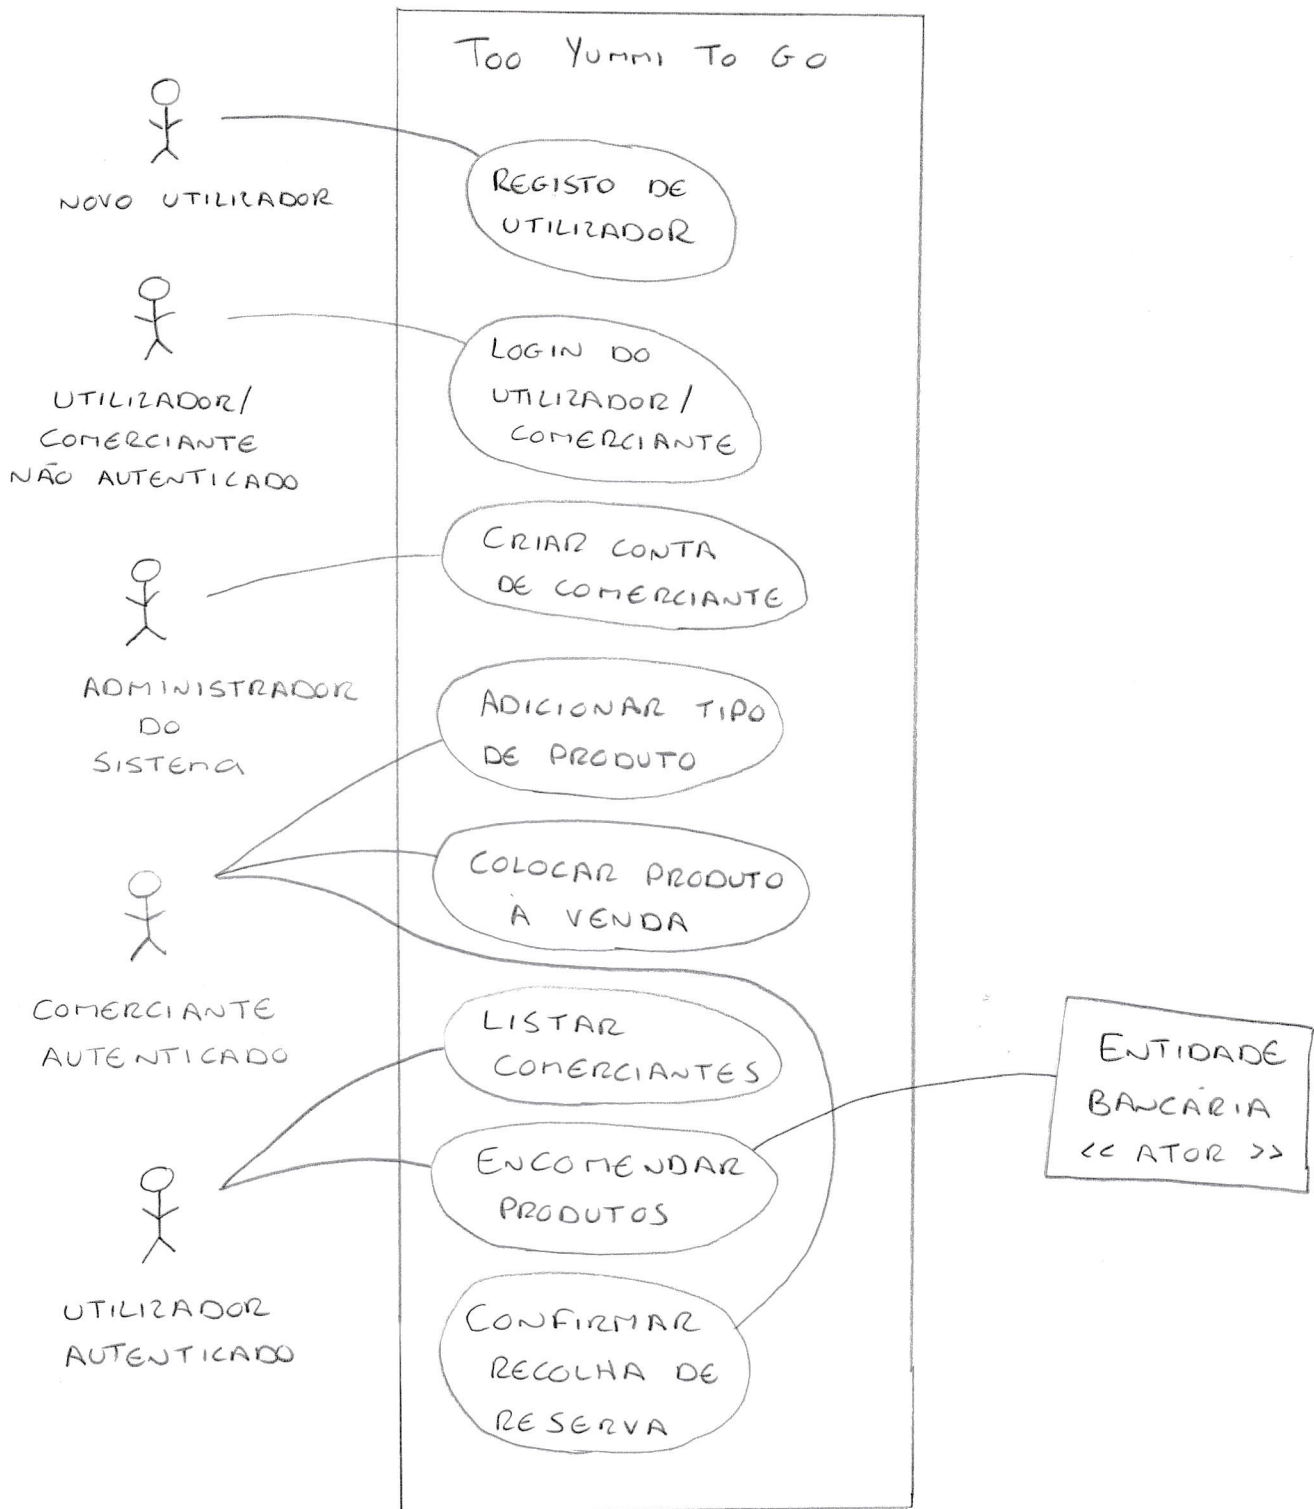 Too Yummi To Go
NOVO UTILIZADOR
REGISTO DE
UTILIZADOR
UTILIZADOR/
COMERCIANTE
NÃO AUTENTICADO
LOGIN DO
UTILIZADOR/
COMERCIANTE
ADMINISTRADOR
DO
SISTEMA
CRIAR CONTA
DE COMERCIANTE
ADICIONAR TIPO
DE PRODUTO
COLOCAR PRODUTO
À VENDA
COMERCIANTE
AUTENTICADO
LISTAR
COMERCIANTES
ENTIDADE
BANCÁRIA
<< ATOR >>
ENCOMENDAR
PRODUTOS
UTILIZADOR
AUTENTICADO
CONFIRMAR
RECOLHA DE
RESERVA